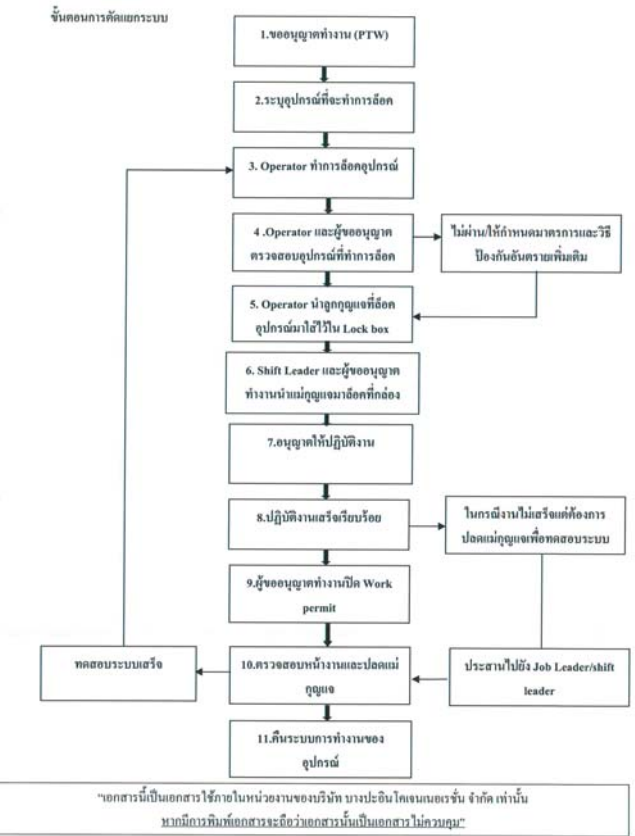 ขั้นตอนการตัดแยกระบบ
1.ขออนุญาตทำงาน (PTW)
2.ระบุอุปกรณ์ที่จะทำการล็อค
3. Operator ทำการล็อคอุปกรณ์
4 .Operator และผู้ขออนุญาต
ตรวจสอบอุปกรณ์ที่ทำการล็อค
ไม่ผ่าน/ให้กำหนดมาตรการและวิธี
ป้องกันอันตรายเพิ่มเติม
5. Operator นำลูกกุญแจที่ล็อค
อุปกรณ์มาใส่ไว้ใน Lock box
6. Shift Leader และผู้ขออนุญาต
ทำงานนำแม่กุญแจมาล็อคที่กล่อง
7.อนุญาตให้ปฏิบัติงาน
8.ปฏิบัติงานเสร็จเรียบร้อย
ในกรณีงานไม่เสร็จแต่ต้องการ
ปลดแม่กุญแจเพื่อทดสอบระบบ
9.ผู้ขออนุญาตทำงานปิด Work
permit
ทดสอบระบบเสร็จ
10.ตรวจสอบหน้างานและปลดแม่
กุญแจ
ประสานไปยัง Job Leader/shift
leader
11.คืนระบบการทำงานของ
อุปกรณ์
"เอกสารนี้เป็นเอกสารใช้ภายในหน่วยงานของบริษัท บางปะอินโคเจนเนอเรชั่น จำกัด เท่านั้น
หากมีการพิมพ์เอกสารจะถือว่าเอกสารนั้นเป็นเอกสารไม่ควบคุม"